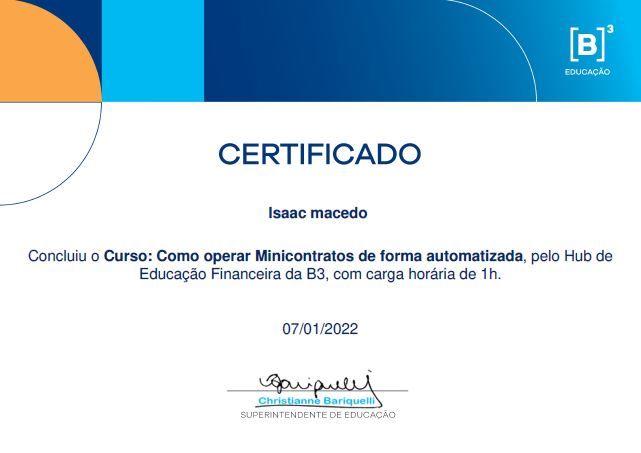 [B]³
EDUCAÇÃO
CERTIFICADO
Isaac macedo
Concluiu o Curso: Como operar Minicontratos de forma automatizada, pelo Hub de
Educação Financeira da B3, com carga horária de 1h.
07/01/2022
Bariquelli
Christianne Bariquelli
SUPERINTENDENTE DE EDUCAÇÃO